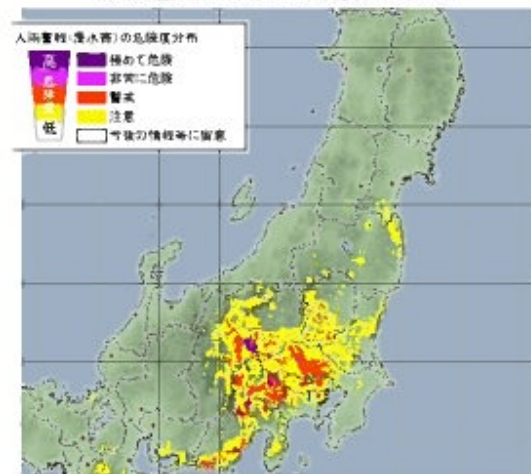 大雨警報(浸水害)の危険度分布
高
危険度
低
極めて危険
非常に危険
警戒
注意
今後の情報等に留意